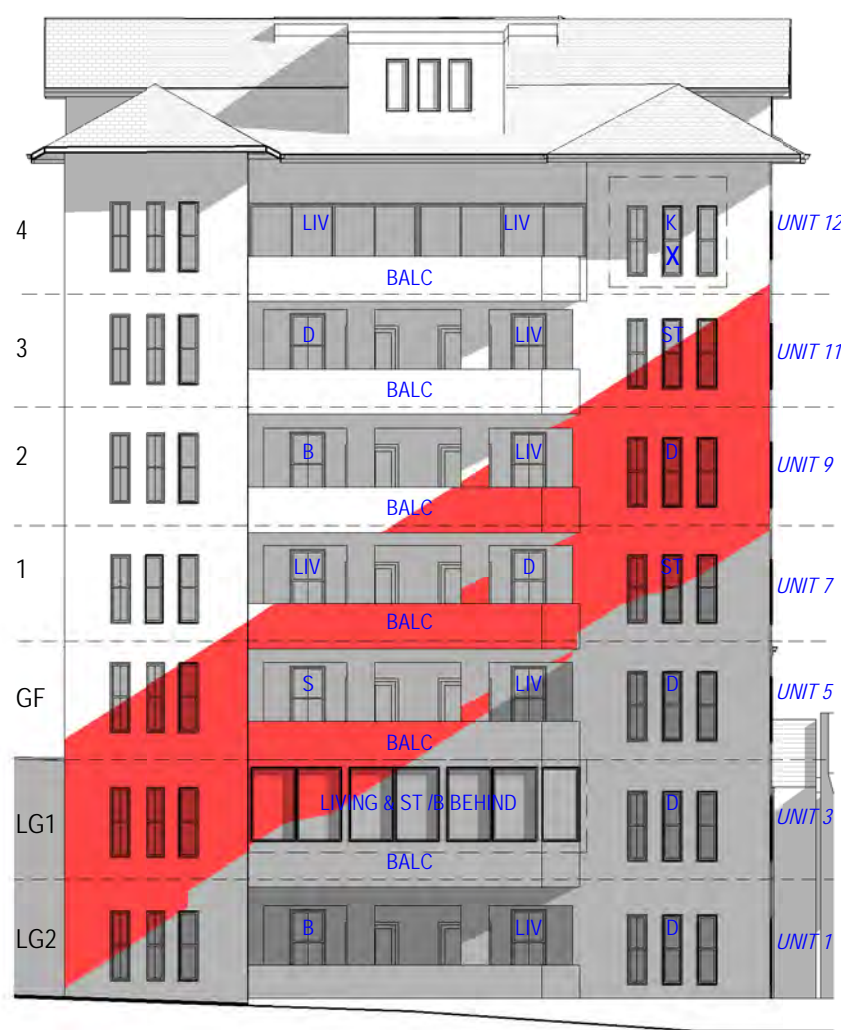 4 LIV LIV K UNIT 12
X
BALC
3 D LIV ST UNIT 11
BALC
2 B LIV D UNIT 9
BALC
1 LIV D ST UNIT 7
BALC
GF S LIV D UNIT 5
BALC
LG1 LIVING & ST /B BEHIND D UNIT 3
BALC
LG2 B LIV D UNIT 1